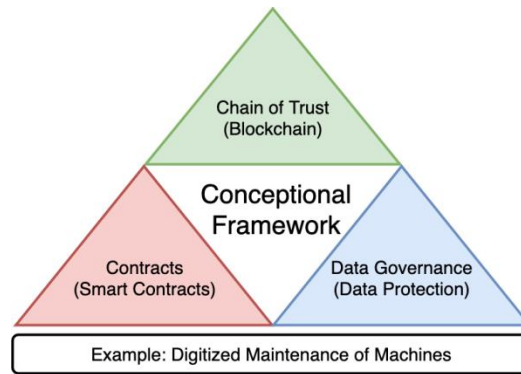 Chain of Trust
(Blockchain)
Conceptional
Framework
Contracts
(Smart Contracts)
Data Governance
(Data Protection)
Example: Digitized Maintenance of Machines